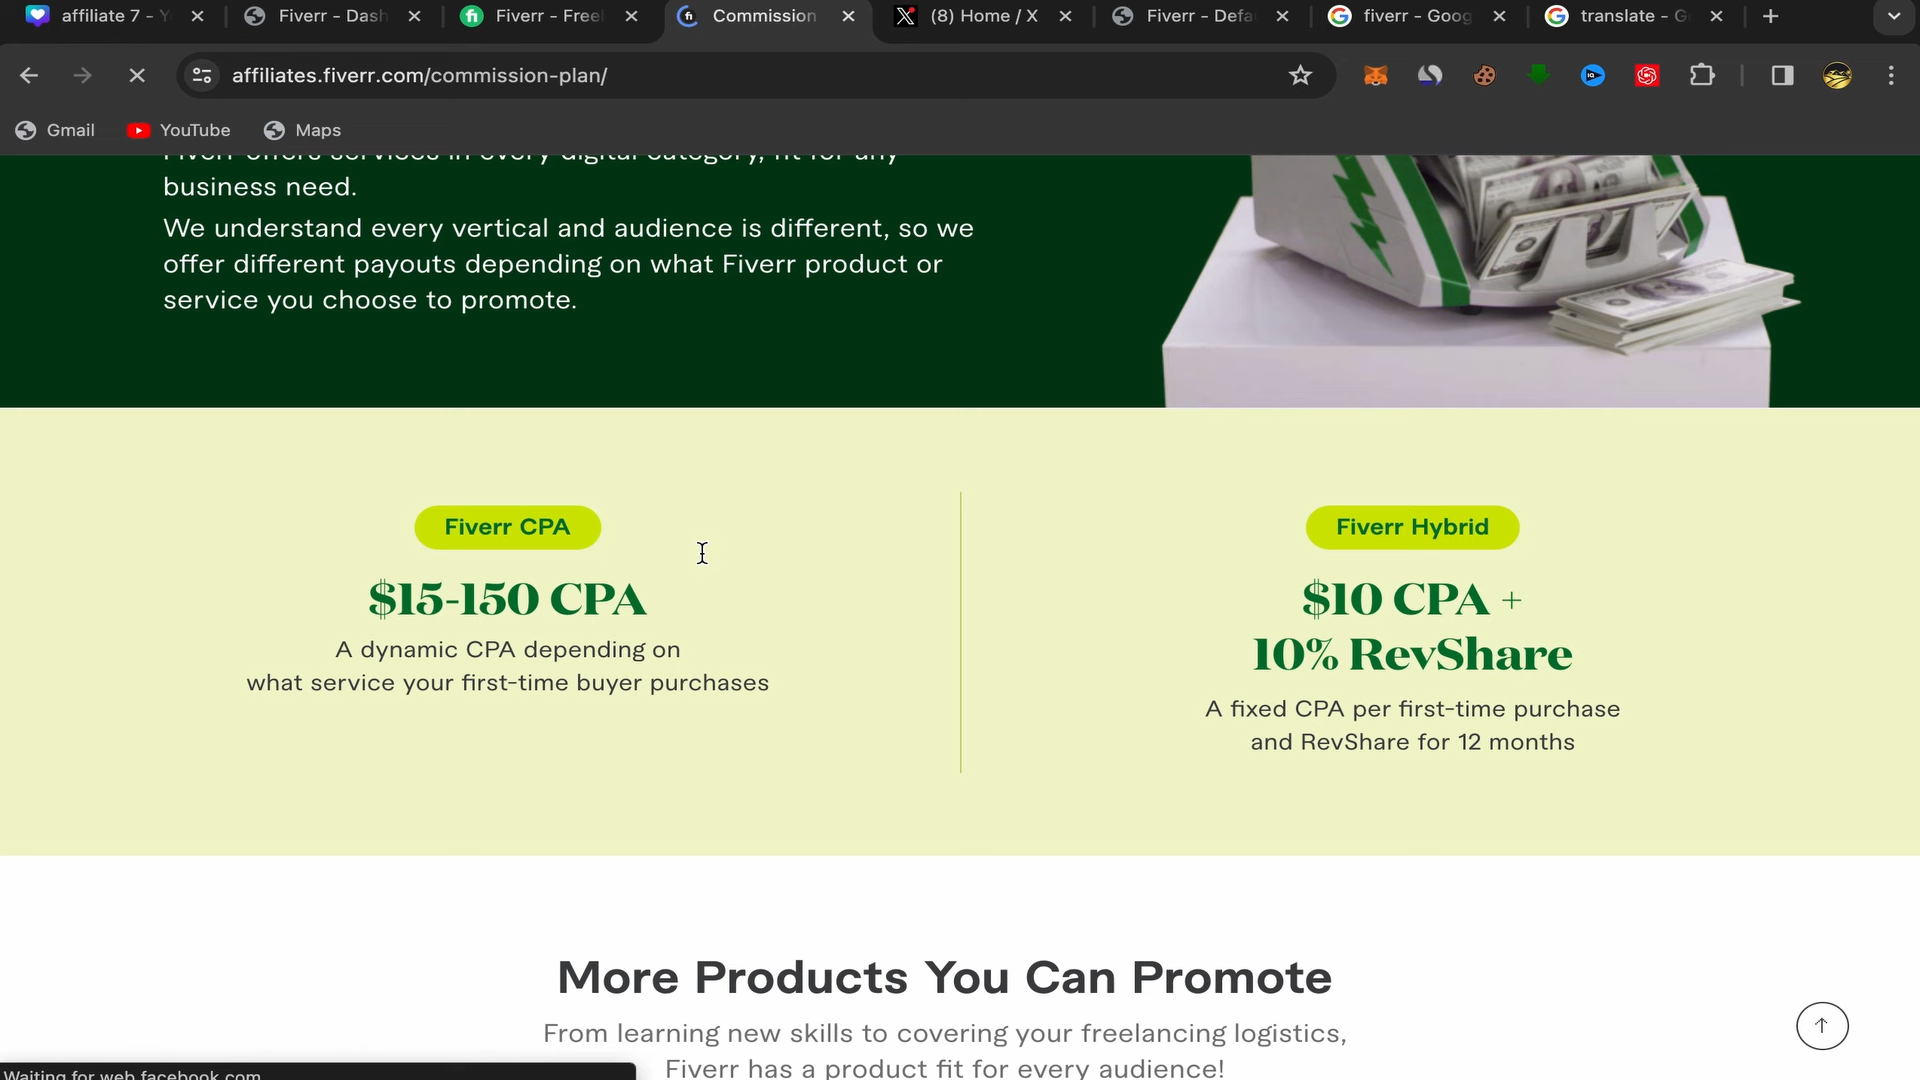 affiliate 7 - Y
Fiverr - Dash
Fiverr - Free
Commission
(8) Home / X
Fiverr - Defa
fiverr - Goog
translate - G
affiliates.fiverr.com/commission-plan/
Gmail
YouTube
Maps
Fiverr offers services in every digital category, fit for any
business need.
We understand every vertical and audience is different, so we
offer different payouts depending on what Fiverr product or
service you choose to promote.
Fiverr CPA
$15-150 CPA
A dynamic CPA depending on
what service your first-time buyer purchases
Fiverr Hybrid
$10 CPA +
10% RevShare
A fixed CPA per first-time purchase
and RevShare for 12 months
More Products You Can Promote
From learning new skills to covering your freelancing logistics,
Fiverr has a product fit for every audience!
Waiting for web.facebook.com